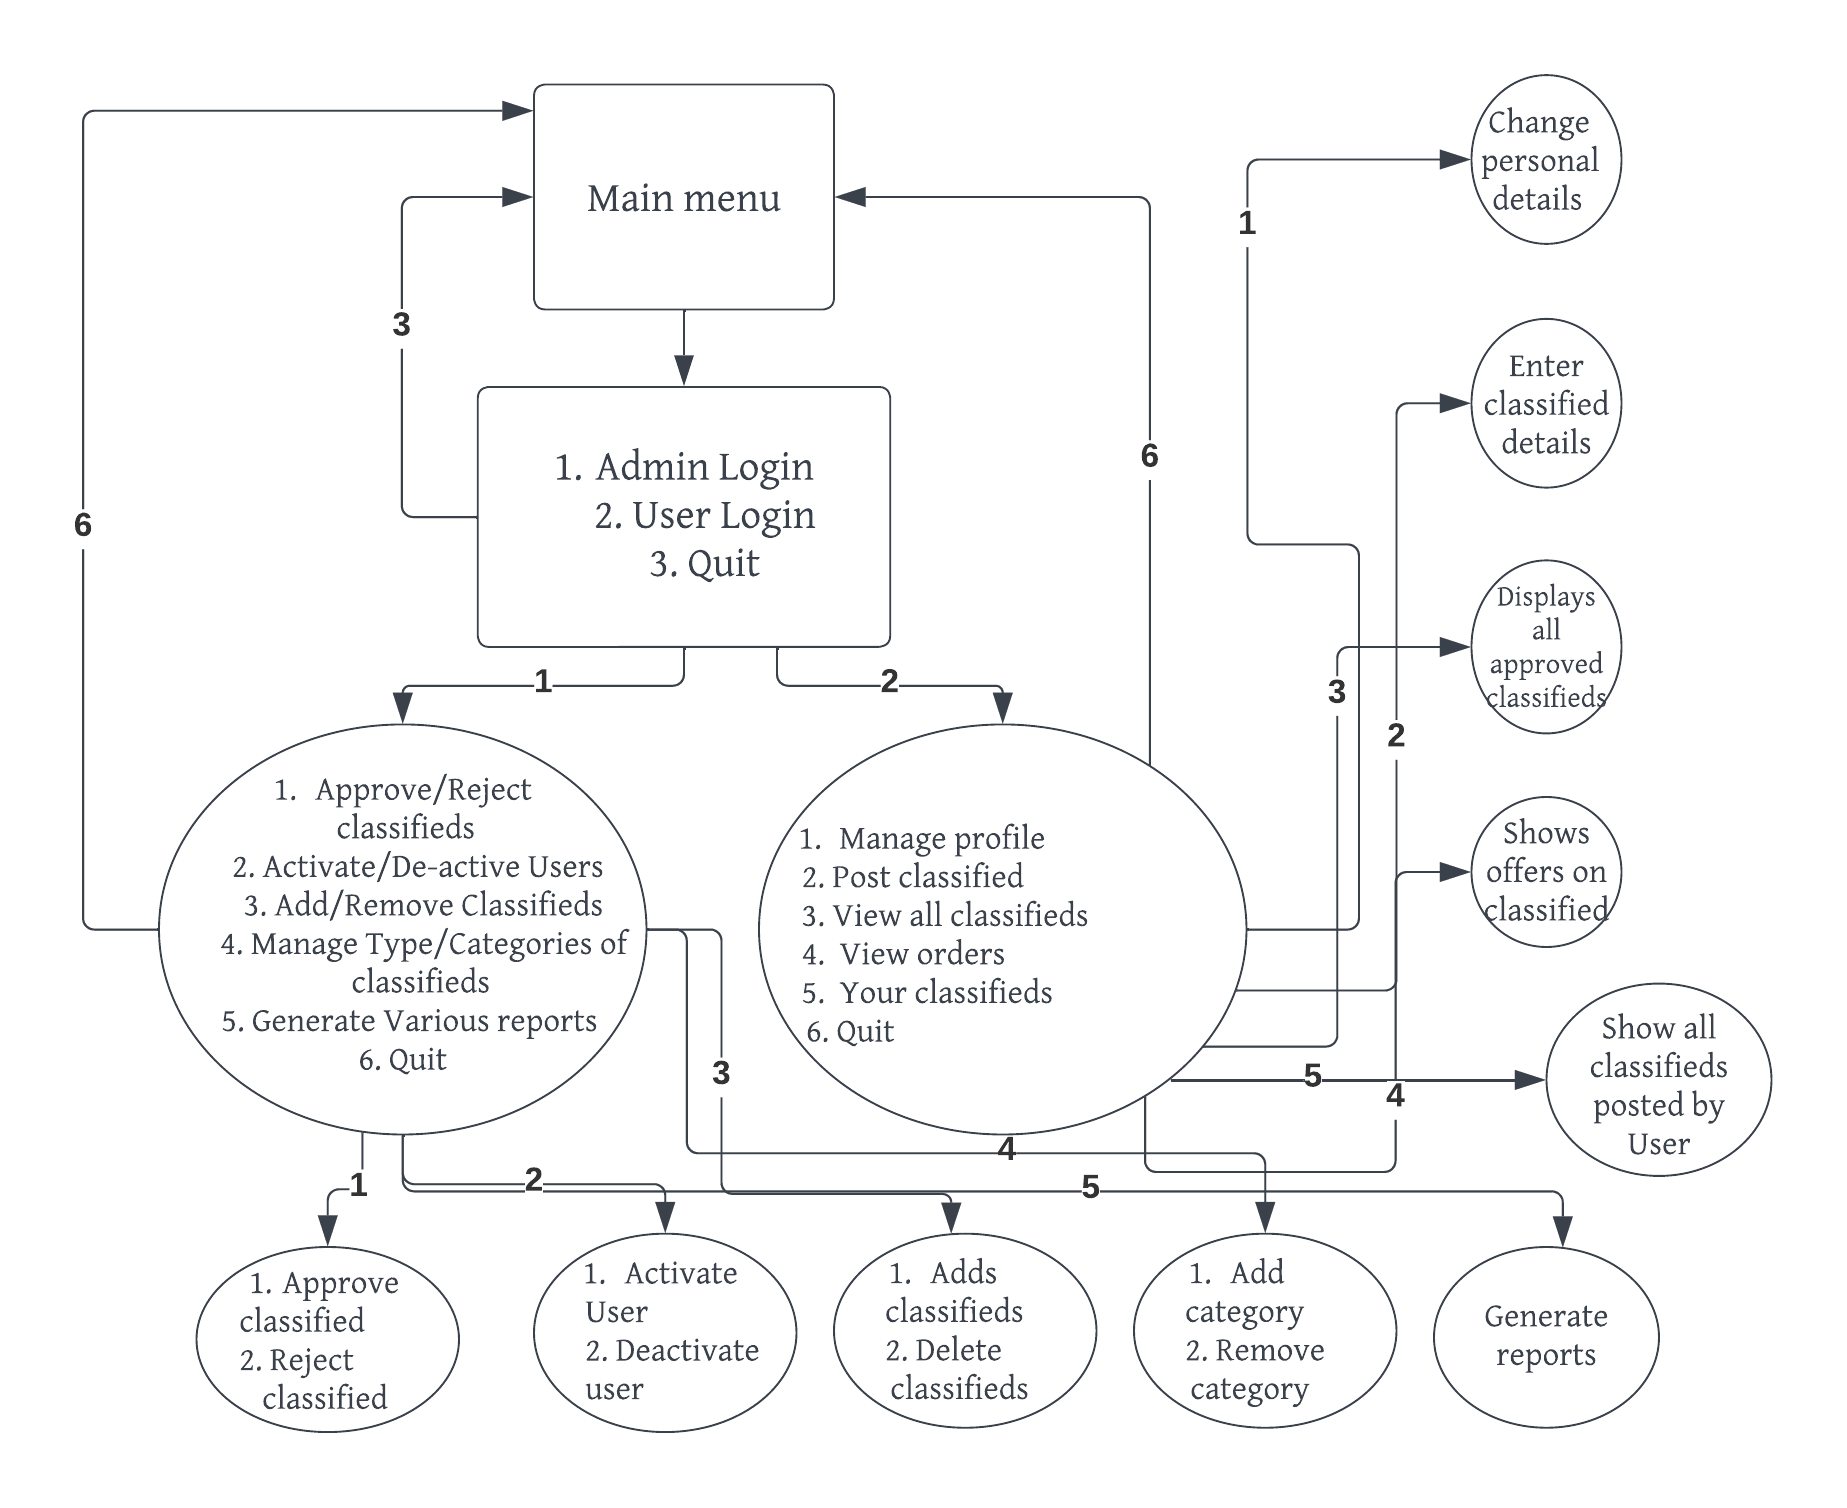 Main menu
1. Admin Login
2. User Login
3. Quit
3
6
1
2
6
1. Approve/Reject
classifieds
2. Activate/De-active Users
3. Add/Remove Classifieds
4. Manage Type/Categories of
classifieds
5. Generate Various reports
6. Quit
1. Manage profile
2. Post classified
3. View all classifieds
4. View orders
5. Your classifieds
6. Quit
1
Change
personal
details
2
Enter
classified
details
3
Displays
all
approved
classifieds
4
Shows
offers on
classified
5
Show all
classifieds
posted by
User
1
1. Approve
classified
2. Reject
classified
2
1. Activate
User
2. Deactivate
user
3
1. Adds
classifieds
2. Delete
classifieds
4
1. Add
category
2. Remove
category
5
Generate
reports